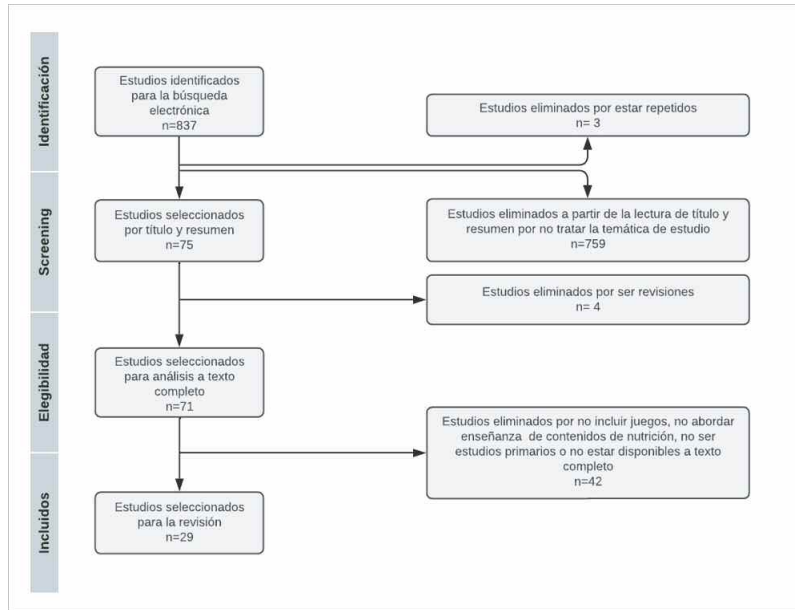 Identificación
Estudios identificados
para la búsqueda
electrónica
n=837
Estudios eliminados por estar repetidos
n= 3
Screening
Estudios seleccionados
por título y resumen
n=75
Estudios eliminados a partir de la lectura de título y
resumen por no tratar la temática de estudio
n=759
Estudios eliminados por ser revisiones
n= 4
Elegibilidad
Estudios seleccionados
para análisis a texto
completo
n=71
Estudios eliminados por no incluir juegos, no abordar
enseñanza de contenidos de nutrición, no ser
estudios primarios o no estar disponibles a texto
completo
n=42
Incluidos
Estudios seleccionados
para la revisión
n=29